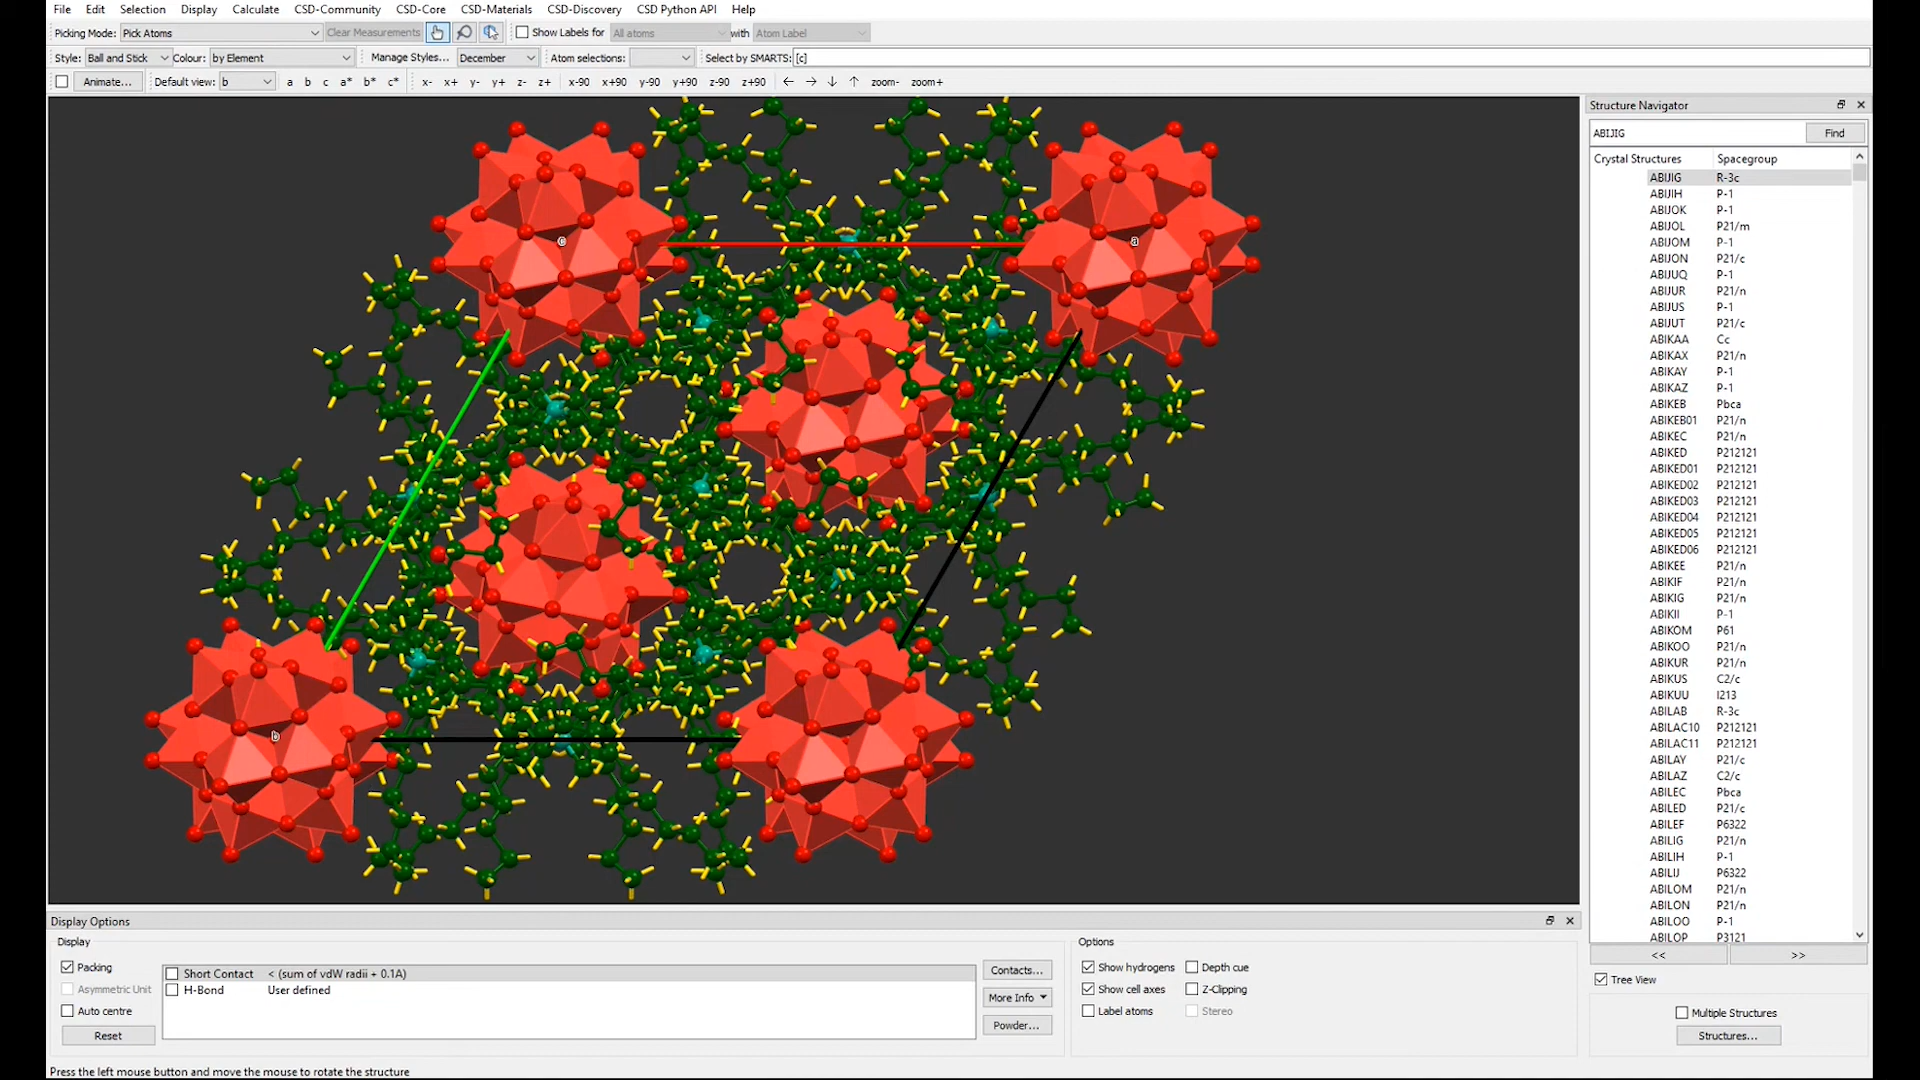 File Edit Selection Display Calculate CSD-Community CSD-Core CSD-Materials CSD-Discovery CSD Python API Help
Picking Mode: Pick Atoms Clear Measurements Show Labels for All atoms with Atom Label
Style: Ball and Stick Colour: by Element Manage Styles... December Atom selections: Select by SMARTS: [c]
Animate... Default view: b a b c a* b* c* x- x+ y- y+ z- z+ x-90 x+90 y-90 y+90 z-90 z+90 ← → ↓ ↑ zoom- zoom+
Structure Navigator
ABIJIG Find
Crystal Structures Spacegroup
ABIJIG R-3c
ABIJIH P-1
ABIJOK P-1
ABIJOL P21/m
ABIJOM P-1
ABIJON P21/c
ABIJUQ P-1
ABIJUR P21/n
ABIJUS P-1
ABIJUT P21/c
ABIKAA Cc
ABIKAX P21/n
ABIKAY P-1
ABIKAZ P-1
ABIKEB Pbca
ABIKEB01 P21/n
ABIKEC P21/n
ABIKED P212121
ABIKED01 P212121
ABIKED02 P212121
ABIKED03 P212121
ABIKED04 P212121
ABIKED05 P212121
ABIKED06 P212121
ABIKEE P21/n
ABIKIF P21/n
ABIKIG P21/n
ABIKII P-1
ABIKOM P61
ABIKOO P21/n
ABIKUR P21/n
ABIKUS C2/c
ABIKUU I213
ABILAB R-3c
ABILAC10 P212121
ABILAC11 P212121
ABILAY P21/c
ABILAZ C2/c
ABILEC Pbca
ABILED P21/c
ABILEF P6322
ABILIG P21/n
ABILIH P-1
ABILIJ P6322
ABILOM P21/n
ABILON P21/n
ABILOO P-1
ABILOP P3121
<< >>
Tree View
Multiple Structures
Structures...
c
a
b
Display Options
Display
Packing
Asymmetric Unit
Auto centre
Reset
Short Contact < (sum of vdW radii + 0.1A)
H-Bond User defined
Contacts...
More Info
Powder...
Options
Show hydrogens Depth cue
Show cell axes Z-Clipping
Label atoms Stereo
Press the left mouse button and move the mouse to rotate the structure